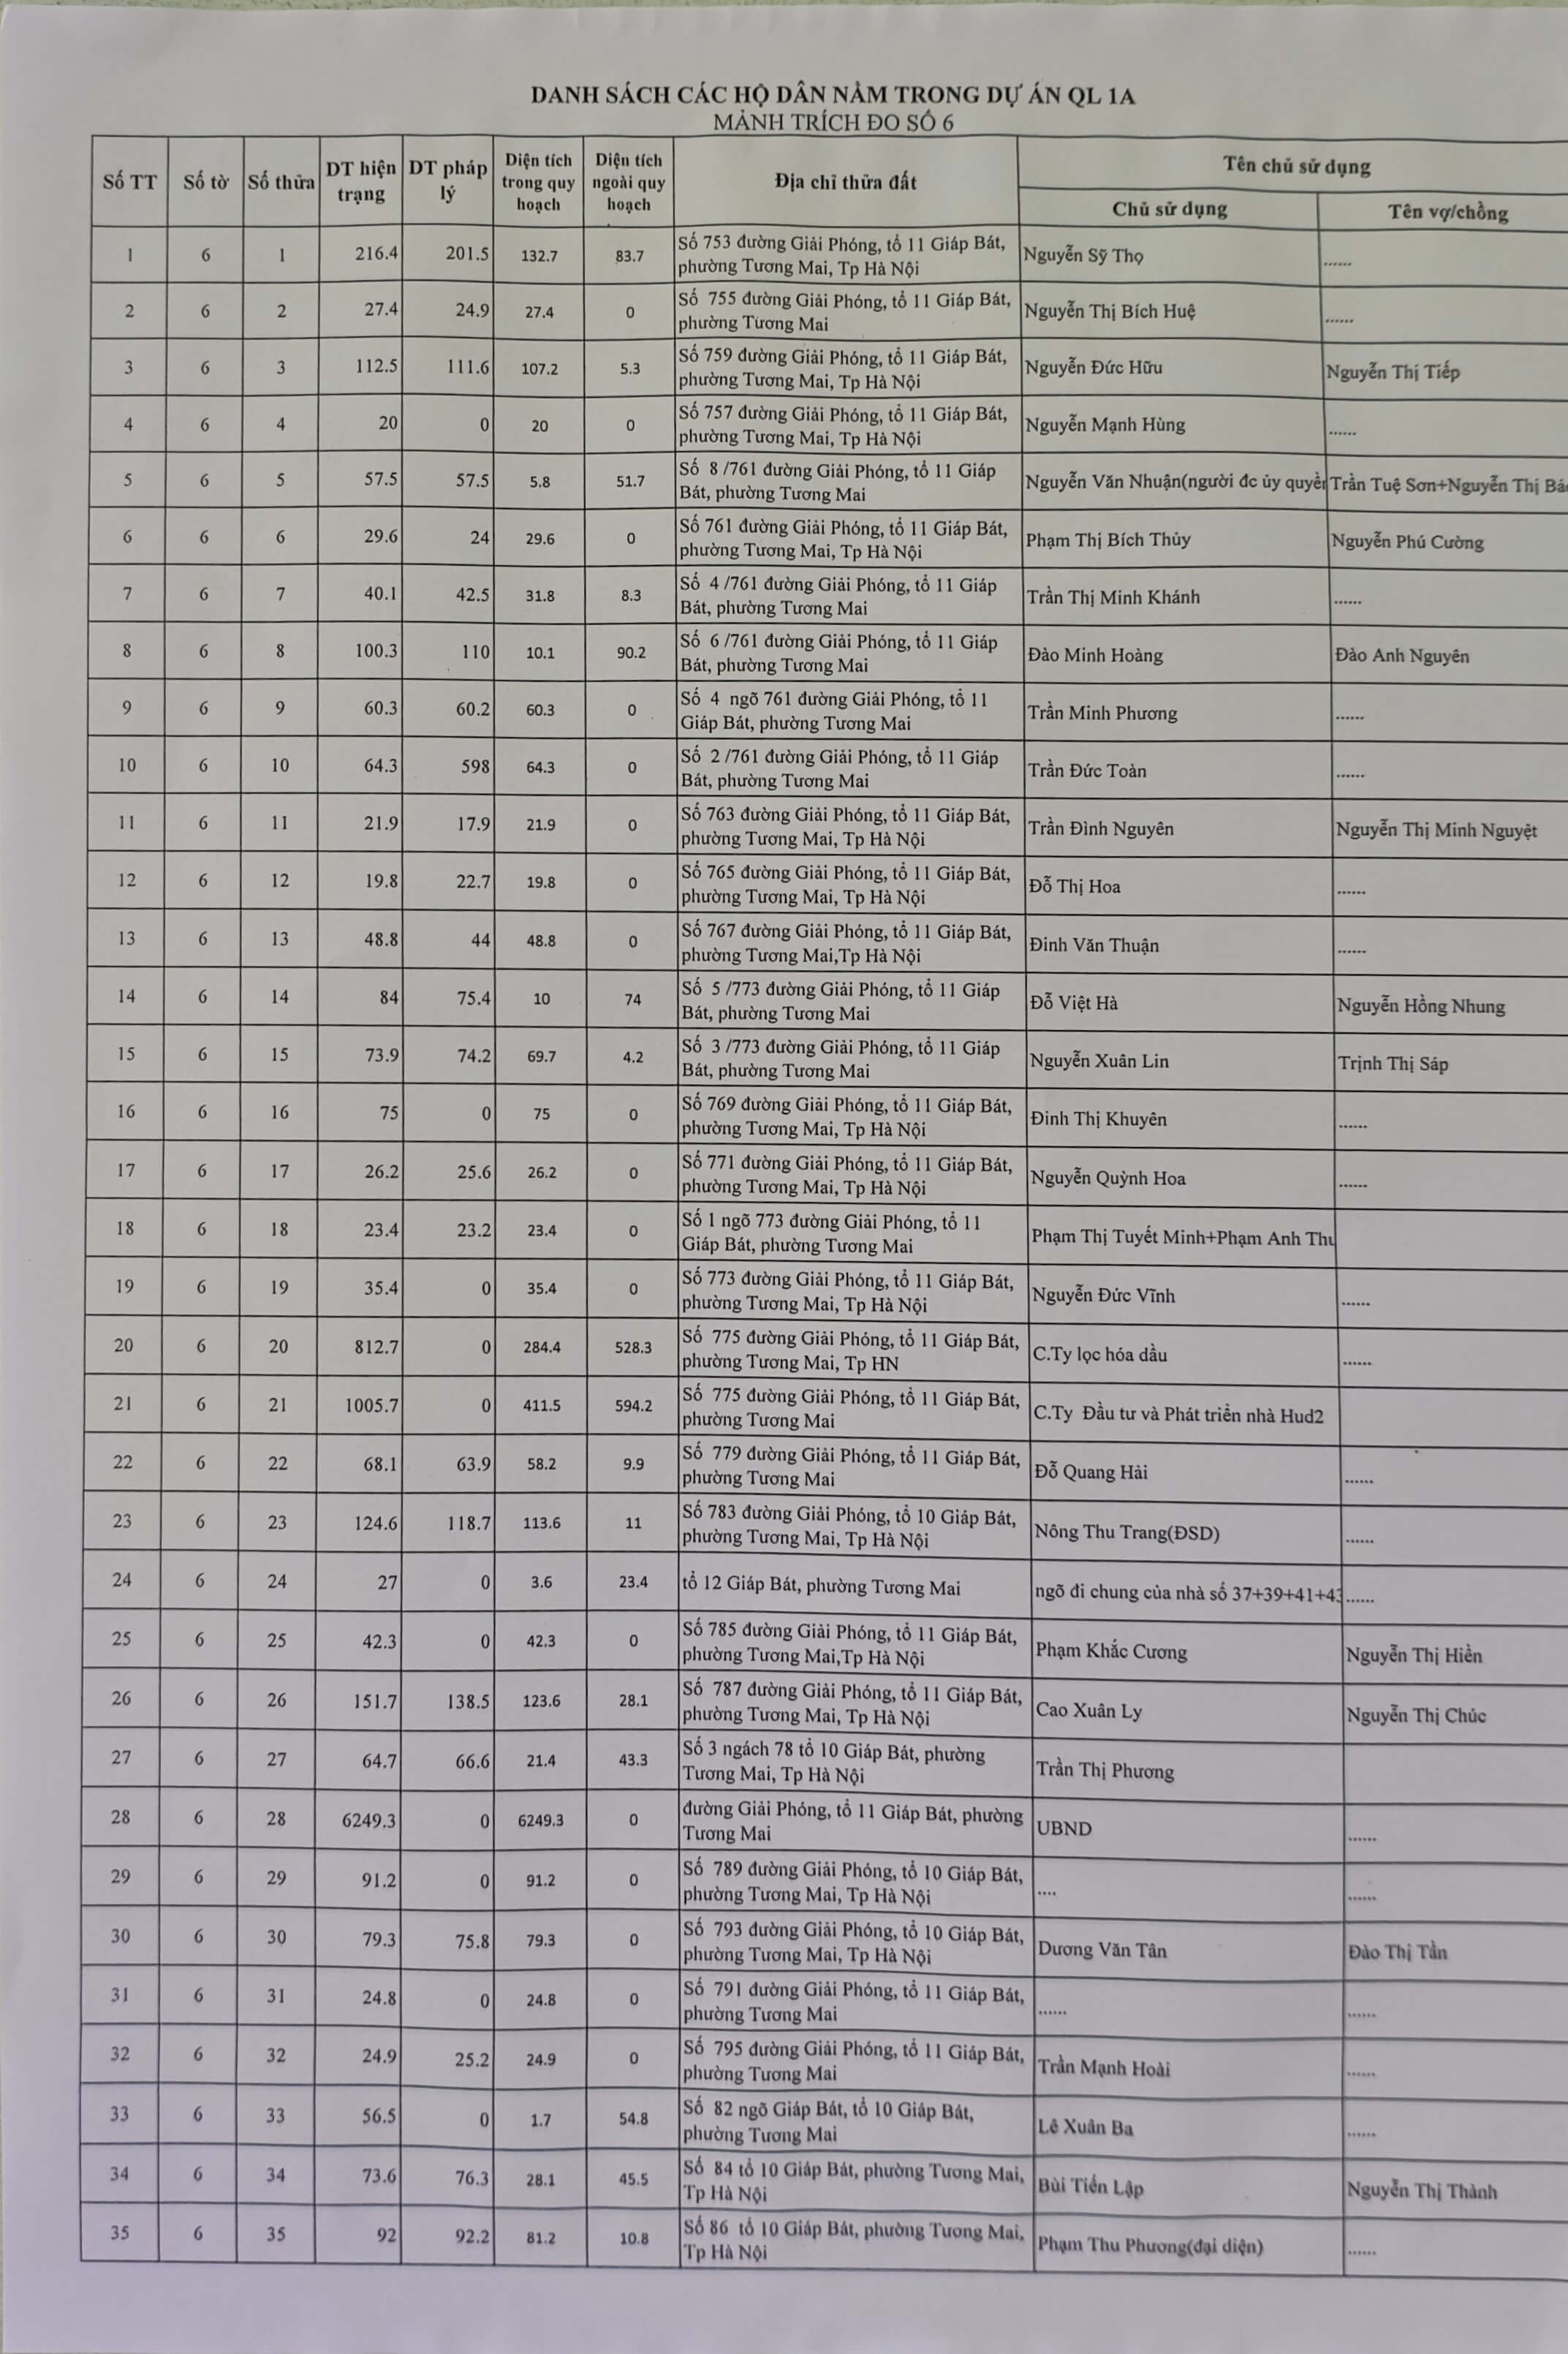 DANH SÁCH CÁC HỘ DÂN NẰM TRONG DỰ ÁN QL 1A
MẢNH TRÍCH ĐO SỐ 6
Số TT | Số tờ | Số thửa | DT hiện trạng | DT pháp lý | Diện tích trong quy hoạch | Diện tích ngoài quy hoạch | Địa chỉ thửa đất | Tên chủ sử dụng
Chủ sử dụng | Tên vợ/chồng
1 | 6 | 1 | 216.4 | 201.5 | 132.7 | 83.7 | Số 753 đường Giải Phóng, tổ 11 Giáp Bát, phường Tương Mai, Tp Hà Nội | Nguyễn Sỹ Thọ | ......
2 | 6 | 2 | 27.4 | 24.9 | 27.4 | 0 | Số 755 đường Giải Phóng, tổ 11 Giáp Bát, phường Tương Mai | Nguyễn Thị Bích Huệ | ......
3 | 6 | 3 | 112.5 | 111.6 | 107.2 | 5.3 | Số 759 đường Giải Phóng, tổ 11 Giáp Bát, phường Tương Mai, Tp Hà Nội | Nguyễn Đức Hữu | Nguyễn Thị Tiếp
4 | 6 | 4 | 20 | 0 | 20 | 0 | Số 757 đường Giải Phóng, tổ 11 Giáp Bát, phường Tương Mai, Tp Hà Nội | Nguyễn Mạnh Hùng | ......
5 | 6 | 5 | 57.5 | 57.5 | 5.8 | 51.7 | Số 8 /761 đường Giải Phóng, tổ 11 Giáp Bát, phường Tương Mai | Nguyễn Văn Nhuận(người đc ủy quyền | Trần Tuệ Sơn+Nguyễn Thị
6 | 6 | 6 | 29.6 | 24 | 29.6 | 0 | Số 761 đường Giải Phóng, tổ 11 Giáp Bát, phường Tương Mai, Tp Hà Nội | Phạm Thị Bích Thủy | Nguyễn Phú Cường
7 | 6 | 7 | 40.1 | 42.5 | 31.8 | 8.3 | Số 4 /761 đường Giải Phóng, tổ 11 Giáp Bát, phường Tương Mai | Trần Thị Minh Khánh | ......
8 | 6 | 8 | 100.3 | 110 | 10.1 | 90.2 | Số 6 /761 đường Giải Phóng, tổ 11 Giáp Bát, phường Tương Mai | Đào Minh Hoàng | Đào Anh Nguyên
9 | 6 | 9 | 60.3 | 60.2 | 60.3 | 0 | Số 4 ngõ 761 đường Giải Phóng, tổ 11 Giáp Bát, phường Tương Mai | Trần Minh Phương | ......
10 | 6 | 10 | 64.3 | 598 | 64.3 | 0 | Số 2 /761 đường Giải Phóng, tổ 11 Giáp Bát, phường Tương Mai | Trần Đức Toàn | ......
11 | 6 | 11 | 21.9 | 17.9 | 21.9 | 0 | Số 763 đường Giải Phóng, tổ 11 Giáp Bát, phường Tương Mai, Tp Hà Nội | Trần Đình Nguyên | Nguyễn Thị Minh Nguyệt
12 | 6 | 12 | 19.8 | 22.7 | 19.8 | 0 | Số 765 đường Giải Phóng, tổ 11 Giáp Bát, phường Tương Mai, Tp Hà Nội | Đỗ Thị Hoa | ......
13 | 6 | 13 | 48.8 | 44 | 48.8 | 0 | Số 767 đường Giải Phóng, tổ 11 Giáp Bát, phường Tương Mai,Tp Hà Nội | Đinh Văn Thuận | ......
14 | 6 | 14 | 84 | 75.4 | 10 | 74 | Số 5 /773 đường Giải Phóng, tổ 11 Giáp Bát, phường Tương Mai | Đỗ Việt Hà | Nguyễn Hồng Nhung
15 | 6 | 15 | 73.9 | 74.2 | 69.7 | 4.2 | Số 3 /773 đường Giải Phóng, tổ 11 Giáp Bát, phường Tương Mai | Nguyễn Xuân Lin | Trịnh Thị Sáp
16 | 6 | 16 | 75 | 0 | 75 | 0 | Số 769 đường Giải Phóng, tổ 11 Giáp Bát, phường Tương Mai, Tp Hà Nội | Đinh Thị Khuyên | ......
17 | 6 | 17 | 26.2 | 25.6 | 26.2 | 0 | Số 771 đường Giải Phóng, tổ 11 Giáp Bát, phường Tương Mai, Tp Hà Nội | Nguyễn Quỳnh Hoa | ......
18 | 6 | 18 | 23.4 | 23.2 | 23.4 | 0 | Số 1 ngõ 773 đường Giải Phóng, tổ 11 Giáp Bát, phường Tương Mai | Phạm Thị Tuyết Minh+Phạm Anh
19 | 6 | 19 | 35.4 | 0 | 35.4 | 0 | Số 773 đường Giải Phóng, tổ 11 Giáp Bát, phường Tương Mai, Tp Hà Nội | Nguyễn Đức Vĩnh | ......
20 | 6 | 20 | 812.7 | 0 | 284.4 | 528.3 | Số 775 đường Giải Phóng, tổ 11 Giáp Bát, phường Tương Mai, Tp HN | C.Ty lọc hóa dầu | ......
21 | 6 | 21 | 1005.7 | 0 | 411.5 | 594.2 | Số 775 đường Giải Phóng, tổ 11 Giáp Bát, phường Tương Mai | C.Ty Đầu tư và Phát triển nhà Hud2
22 | 6 | 22 | 68.1 | 63.9 | 58.2 | 9.9 | Số 779 đường Giải Phóng, tổ 11 Giáp Bát, phường Tương Mai | Đỗ Quang Hải | ......
23 | 6 | 23 | 124.6 | 118.7 | 113.6 | 11 | Số 783 đường Giải Phóng, tổ 10 Giáp Bát, phường Tương Mai, Tp Hà Nội | Nông Thu Trang(ĐSD) | ......
24 | 6 | 24 | 27 | 0 | 3.6 | 23.4 | tổ 12 Giáp Bát, phường Tương Mai | ngõ đi chung của nhà số 37+39+41+43 | ......
25 | 6 | 25 | 42.3 | 0 | 42.3 | 0 | Số 785 đường Giải Phóng, tổ 11 Giáp Bát, phường Tương Mai,Tp Hà Nội | Phạm Khắc Cương | Nguyễn Thị Hiền
26 | 6 | 26 | 151.7 | 138.5 | 123.6 | 28.1 | Số 787 đường Giải Phóng, tổ 11 Giáp Bát, phường Tương Mai, Tp Hà Nội | Cao Xuân Ly | Nguyễn Thị Chúc
27 | 6 | 27 | 64.7 | 66.6 | 21.4 | 43.3 | Số 3 ngách 78 tổ 10 Giáp Bát, phường Tương Mai, Tp Hà Nội | Trần Thị Phương
28 | 6 | 28 | 6249.3 | 0 | 6249.3 | 0 | đường Giải Phóng, tổ 11 Giáp Bát, phường Tương Mai | UBND | ......
29 | 6 | 29 | 91.2 | 0 | 91.2 | 0 | Số 789 đường Giải Phóng, tổ 10 Giáp Bát, phường Tương Mai, Tp Hà Nội | .... | ......
30 | 6 | 30 | 79.3 | 75.8 | 79.3 | 0 | Số 793 đường Giải Phóng, tổ 10 Giáp Bát, phường Tương Mai, Tp Hà Nội | Dương Văn Tân | Đào Thị Tần
31 | 6 | 31 | 24.8 | 0 | 24.8 | 0 | Số 791 đường Giải Phóng, tổ 11 Giáp Bát, phường Tương Mai | ...... | ......
32 | 6 | 32 | 24.9 | 25.2 | 24.9 | 0 | Số 795 đường Giải Phóng, tổ 11 Giáp Bát, phường Tương Mai | Trần Mạnh Hoài | ......
33 | 6 | 33 | 56.5 | 0 | 1.7 | 54.8 | Số 82 ngõ Giáp Bát, tổ 10 Giáp Bát, phường Tương Mai | Lê Xuân Ba | ......
34 | 6 | 34 | 73.6 | 76.3 | 28.1 | 45.5 | Số 84 tổ 10 Giáp Bát, phường Tương Mai, Tp Hà Nội | Bùi Tiến Lập | Nguyễn Thị Thành
35 | 6 | 35 | 92 | 92.2 | 81.2 | 10.8 | Số 86 tổ 10 Giáp Bát, phường Tương Mai, Tp Hà Nội | Phạm Thu Phương(đại diện) | ......